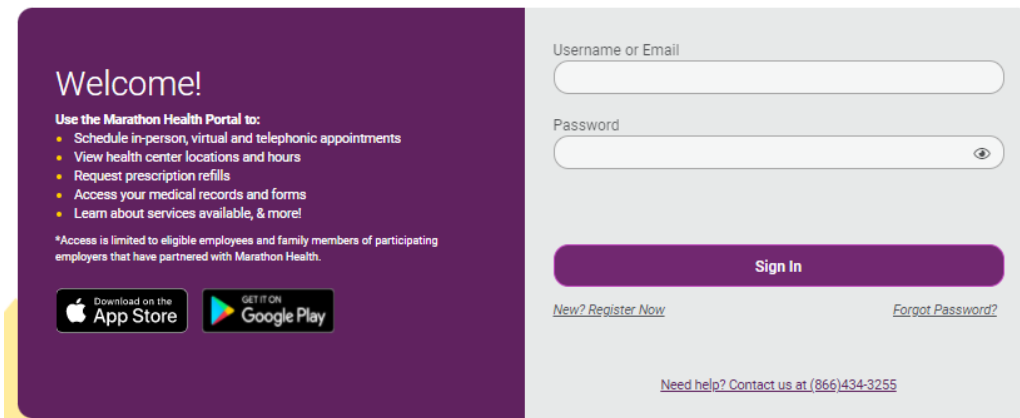 Welcome!
Use the Marathon Health Portal to:
• Schedule in-person, virtual and telephonic appointments
• View health center locations and hours
• Request prescription refills
• Access your medical records and forms
• Learn about services available, & more!
*Access is limited to eligible employees and family members of participating
employers that have partnered with Marathon Health.
Download on the
App Store
GET IT ON
Google Play
Username or Email
Password
Sign In
New? Register Now
Forgot Password?
Need help? Contact us at (866)434-3255